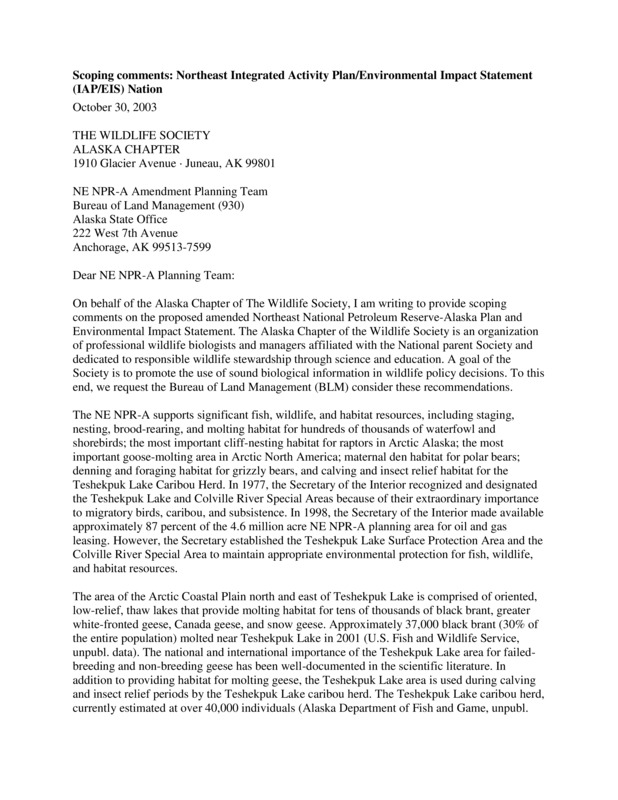 Scoping comments: Northeast Integrated Activity Plan/Environmental Impact Statement
(IAP/EIS) Nation
October 30, 2003
THE WILDLIFE SOCIETY
ALASKA CHAPTER
1910 Glacier Avenue · Juneau, AK 99801
NE NPR-A Amendment Planning Team
Bureau of Land Management (930)
Alaska State Office
222 West 7th Avenue
Anchorage, AK 99513-7599
Dear NE NPR-A Planning Team:
On behalf of the Alaska Chapter of The Wildlife Society, I am writing to provide scoping
comments on the proposed amended Northeast National Petroleum Reserve-Alaska Plan and
Environmental Impact Statement. The Alaska Chapter of the Wildlife Society is an organization
of professional wildlife biologists and managers affiliated with the National parent Society and
dedicated to responsible wildlife stewardship through science and education. A goal of the
Society is to promote the use of sound biological information in wildlife policy decisions. To this
end, we request the Bureau of Land Management (BLM) consider these recommendations.
The NE NPR-A supports significant fish, wildlife, and habitat resources, including staging,
nesting, brood-rearing, and molting habitat for hundreds of thousands of waterfowl and
shorebirds; the most important cliff-nesting habitat for raptors in Arctic Alaska; the most
important goose-molting area in Arctic North America; maternal den habitat for polar bears;
denning and foraging habitat for grizzly bears, and calving and insect relief habitat for the
Teshekpuk Lake Caribou Herd. In 1977, the Secretary of the Interior recognized and designated
the Teshekpuk Lake and Colville River Special Areas because of their extraordinary importance
to migratory birds, caribou, and subsistence. In 1998, the Secretary of the Interior made available
approximately 87 percent of the 4.6 million acre NE NPR-A planning area for oil and gas
leasing. However, the Secretary established the Teshekpuk Lake Surface Protection Area and the
Colville River Special Area to maintain appropriate environmental protection for fish, wildlife,
and habitat resources.
The area of the Arctic Coastal Plain north and east of Teshekpuk Lake is comprised of oriented,
low-relief, thaw lakes that provide molting habitat for tens of thousands of black brant, greater
white-fronted geese, Canada geese, and snow geese. Approximately 37,000 black brant (30% of
the entire population) molted near Teshekpuk Lake in 2001 (U.S. Fish and Wildlife Service,
unpubl. data). The national and international importance of the Teshekpuk Lake area for failed-
breeding and non-breeding geese has been well-documented in the scientific literature. In
addition to providing habitat for molting geese, the Teshekpuk Lake area is used during calving
and insect relief periods by the Teshekpuk Lake caribou herd. The Teshekpuk Lake caribou herd,
currently estimated at over 40,000 individuals (Alaska Department of Fish and Game, unpubl.